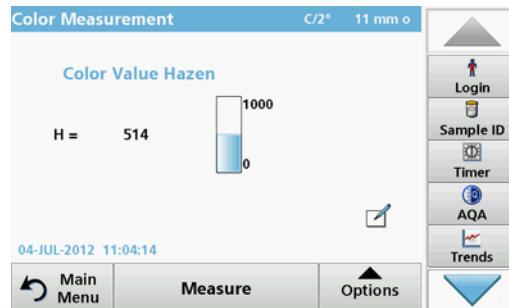 Color Measurement C/2° 11 mm o
Color Value Hazen
1000
H = 514
0
04-JUL-2012 11:04:14
Main Menu
Measure
Options
Login
Sample ID
Timer
AQA
Trends